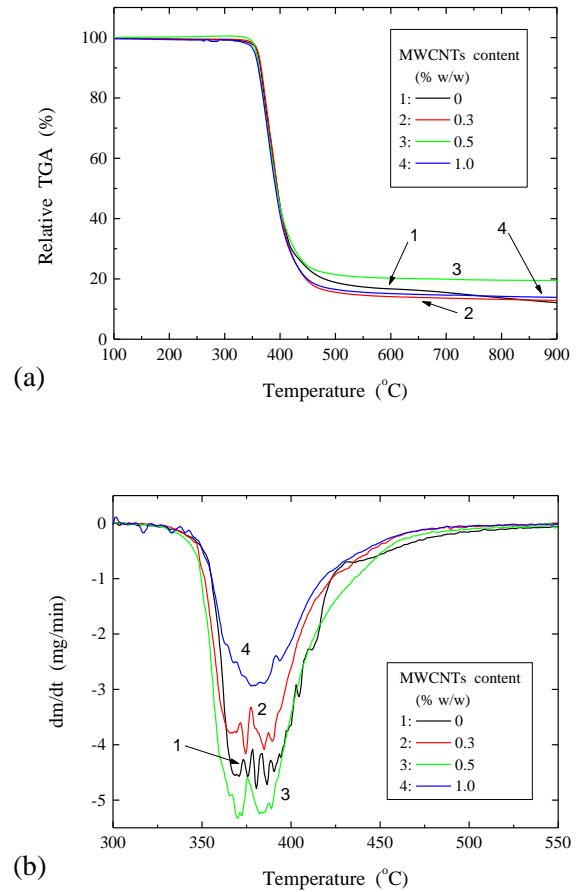 100
80
60
40
20
0
Relative TGA (%)
MWCNTs content
(% w/w)
1: 0
2: 0.3
3: 0.5
4: 1.0
1
4
3
2
100 200 300 400 500 600 700 800 900
Temperature (°C)
(a)
0
-1
-2
-3
-4
-5
dm/dt (mg/min)
4
2
1
3
MWCNTs content
(% w/w)
1: 0
2: 0.3
3: 0.5
4: 1.0
300 350 400 450 500 550
Temperature (°C)
(b)